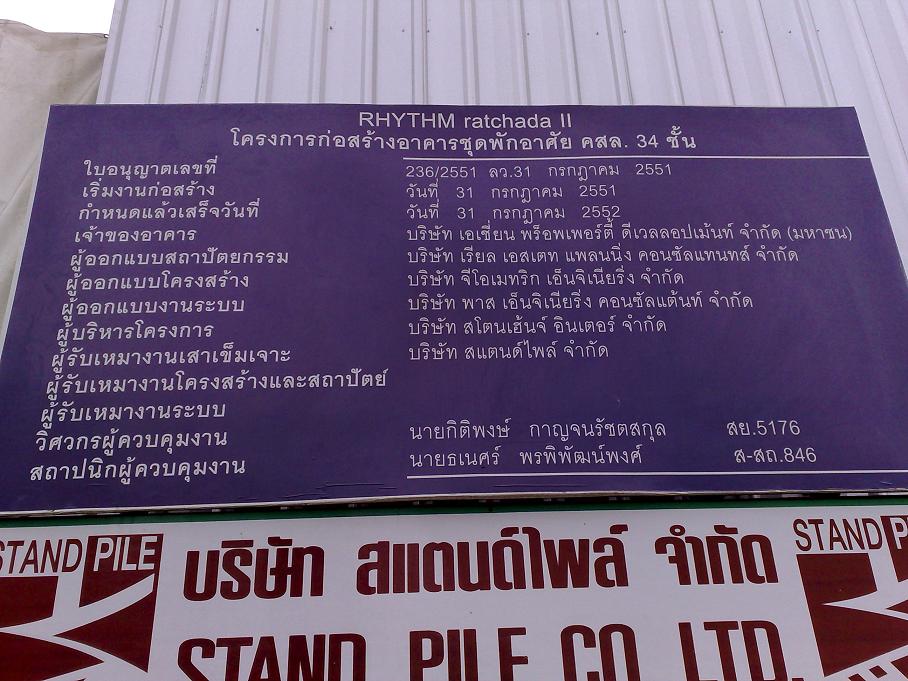 RHYTHM ratchada II
โครงการก่อสร้างอาคารชุดพักอาศัย คสล. 34 ชั้น
ใบอนุญาตเลขที่ 236/2551 ลว.31 กรกฎาคม 2551
เริ่มงานก่อสร้าง วันที่ 31 กรกฎาคม 2551
กำหนดแล้วเสร็จวันที่ วันที่ 31 กรกฎาคม 2552
เจ้าของอาคาร บริษัท เอเชี่ยน พร็อพเพอร์ตี้ ดีเวลลอปเม้นท์ จำกัด (มหาชน)
ผู้ออกแบบสถาปัตยกรรม บริษัท เรียล เอสเตท แพลนนิ่ง คอนซัลแทนทส์ จำกัด
ผู้ออกแบบโครงสร้าง บริษัท จีโอเมทริก เอ็นจิเนียริ่ง จำกัด
ผู้ออกแบบงานระบบ บริษัท พาส เอ็นจิเนียริ่ง คอนซัลแต้นท์ จำกัด
ผู้บริหารโครงการ บริษัท สโตนเฮ้นจ์ อินเตอร์ จำกัด
ผู้รับเหมางานเสาเข็มเจาะ บริษัท สแตนด์ไพล์ จำกัด
ผู้รับเหมางานโครงสร้างและสถาปัตย์
ผู้รับเหมางานระบบ
วิศวกรผู้ควบคุมงาน นายกิติพงษ์ กาญจนรัชตสกุล สย.5176
สถาปนิกผู้ควบคุมงาน นายธเนศร์ พรพิพัฒน์พงศ์ ส-สถ.846
STAND PILE บริษัท สแตนด์ไพล์ จำกัด STAND P
STAND PILE CO.,LTD.